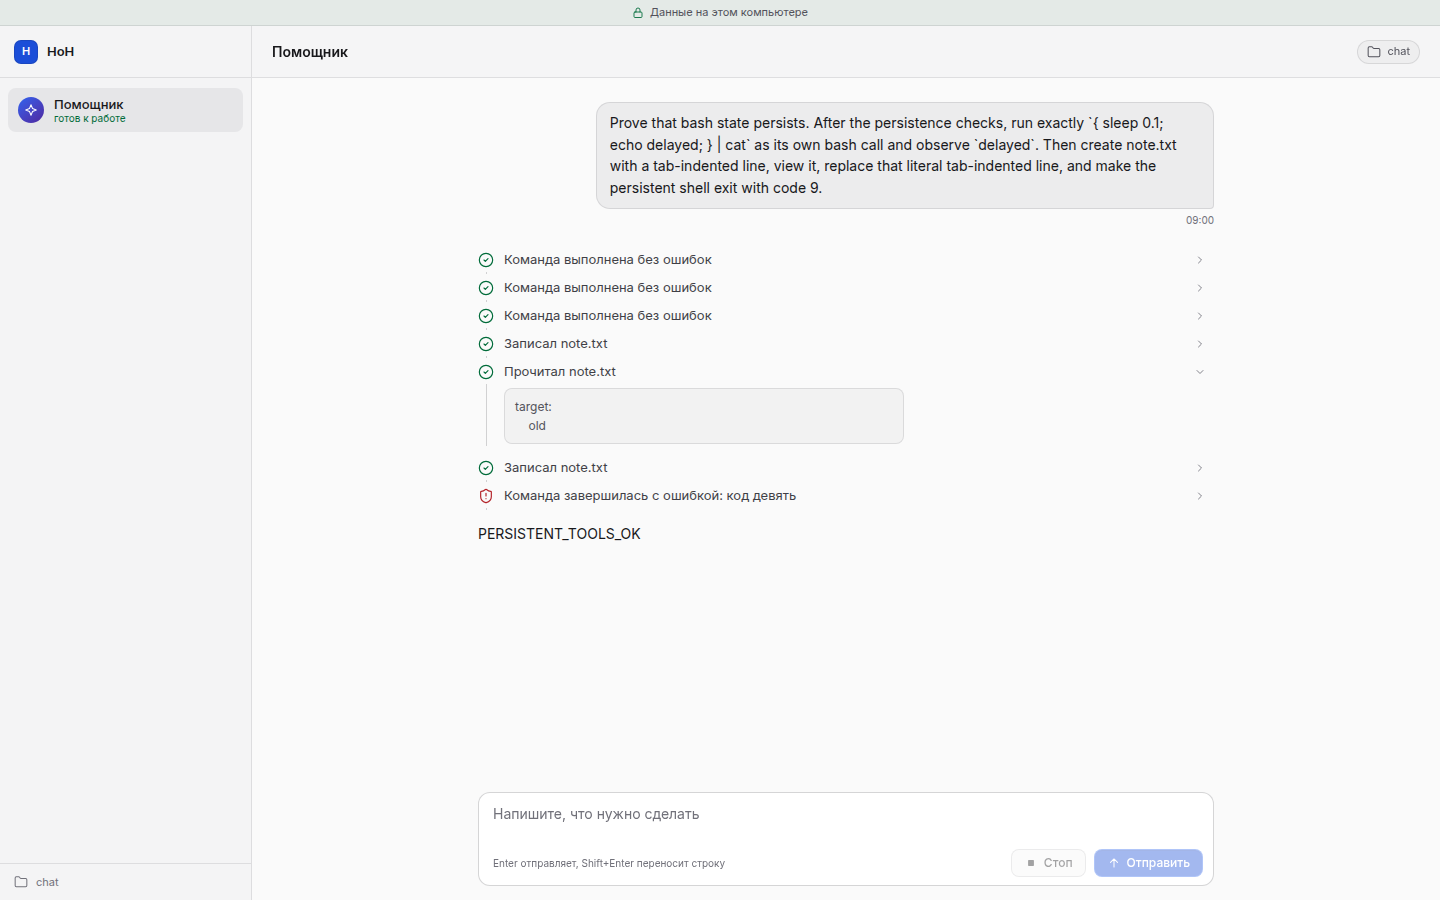 Данные на этом компьютере
H HoH
Помощник
chat
Помощник
готов к работе
Prove that bash state persists. After the persistence checks, run exactly `{ sleep 0.1;
echo delayed; } | cat` as its own bash call and observe `delayed`. Then create note.txt
with a tab-indented line, view it, replace that literal tab-indented line, and make the
persistent shell exit with code 9.
09:00
Команда выполнена без ошибок
Команда выполнена без ошибок
Команда выполнена без ошибок
Записал note.txt
Прочитал note.txt
target:
old
Записал note.txt
Команда завершилась с ошибкой: код девять
PERSISTENT_TOOLS_OK
Напишите, что нужно сделать
Enter отправляет, Shift+Enter переносит строку
Стоп
Отправить
chat